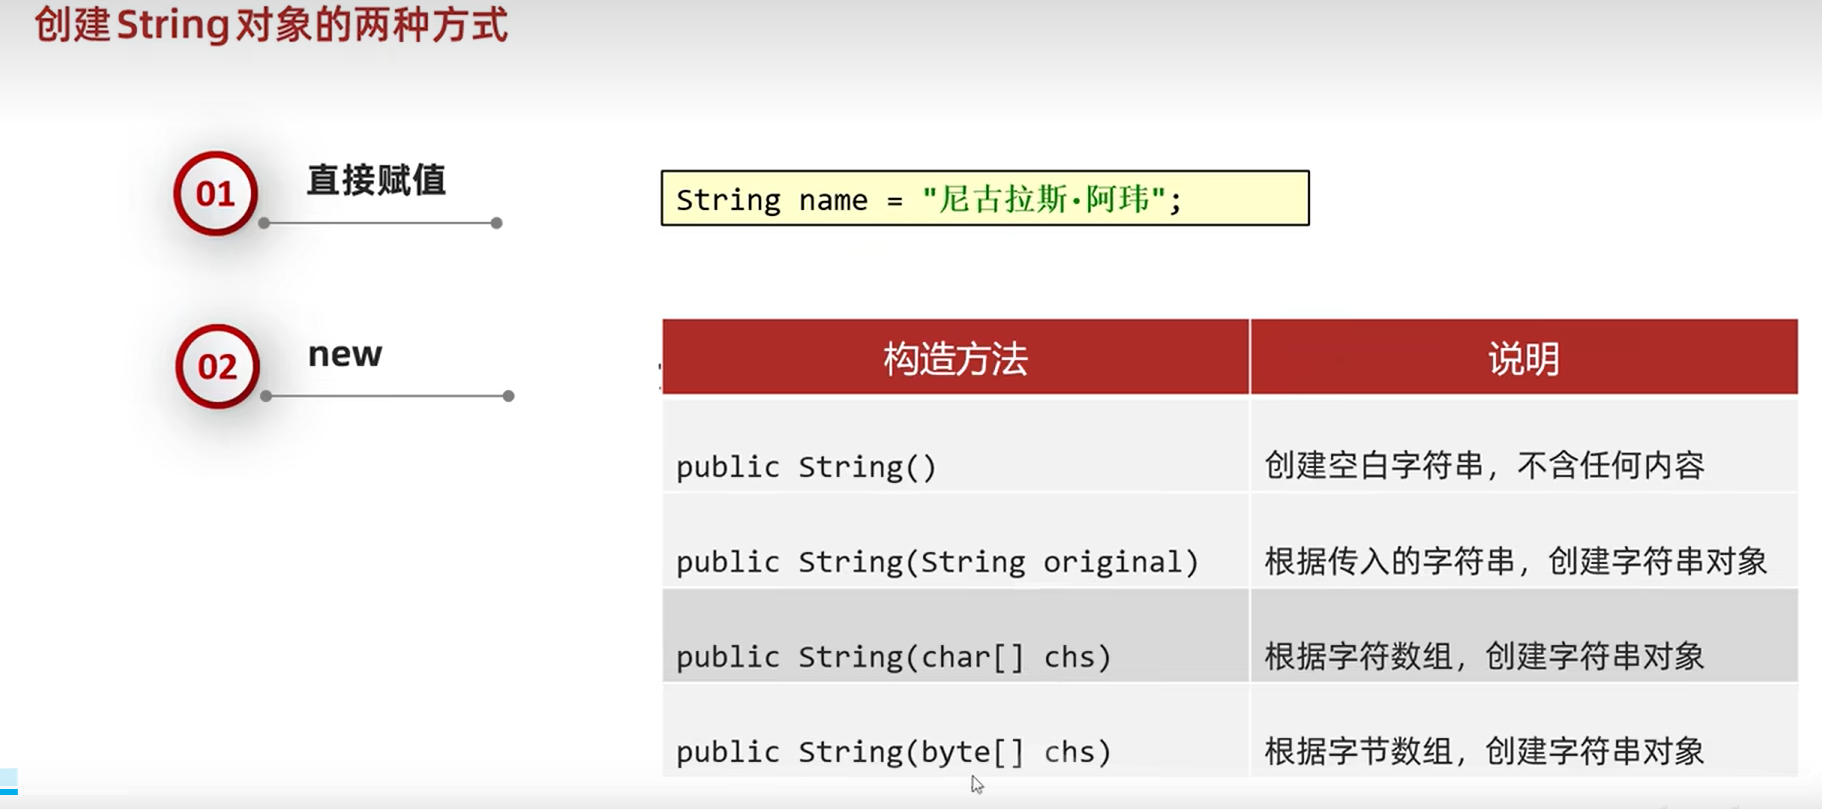 创建String对象的两种方式
01 直接赋值
String name = "尼古拉斯·阿玮";
02 new
构造方法 说明
public String() 创建空白字符串，不含任何内容
public String(String original) 根据传入的字符串，创建字符串对象
public String(char[] chs) 根据字符数组，创建字符串对象
public String(byte[] chs) 根据字节数组，创建字符串对象